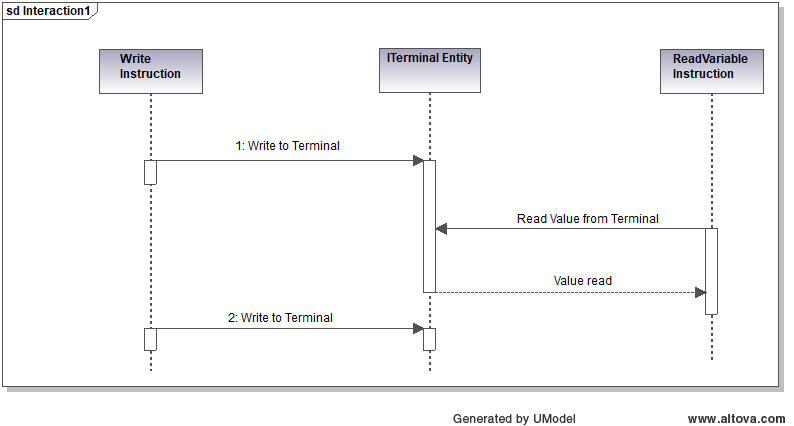 sd Interaction1
Write
Instruction
ITerminal Entity
ReadVariable
Instruction
1: Write to Terminal
Read Value from Terminal
Value read
2: Write to Terminal
Generated by UModel
www.altova.com